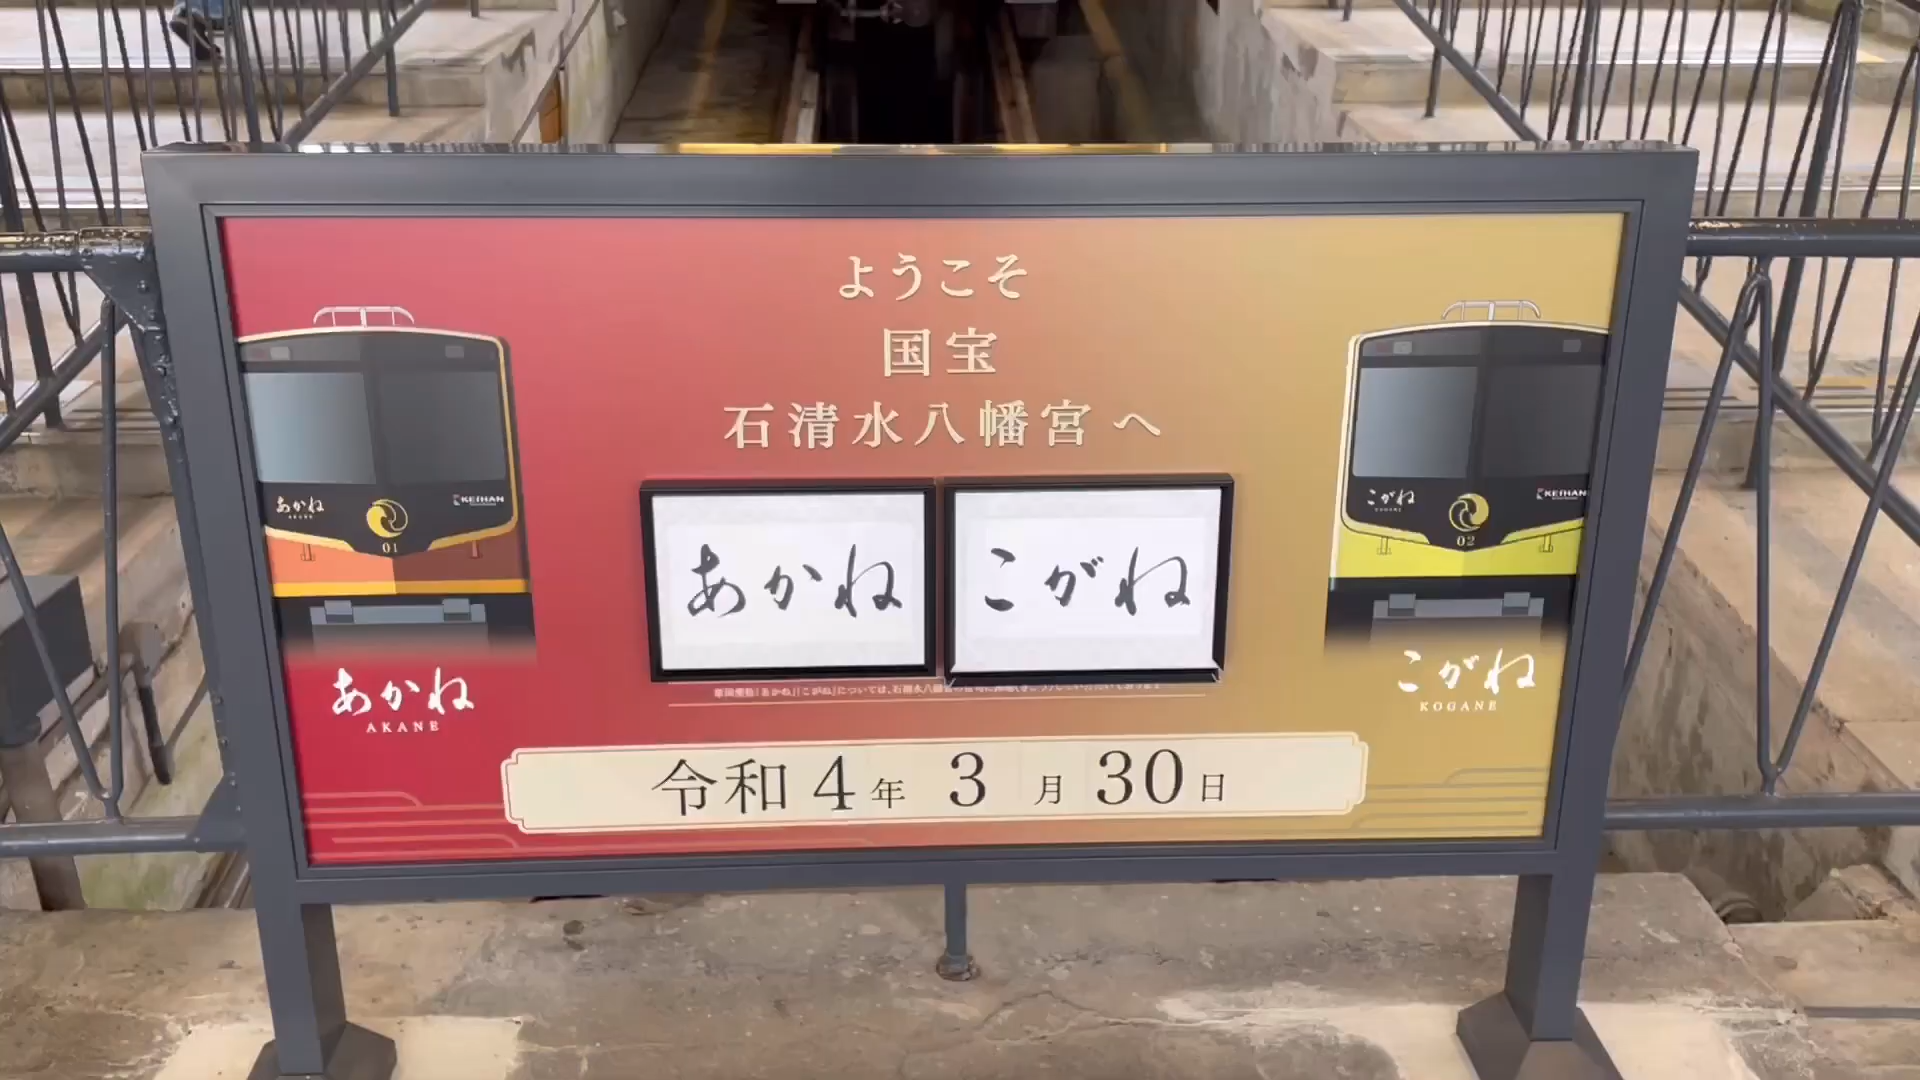 ようこそ
国宝
石清水八幡宮へ
あかね
AKANE
KEIHAN
01
こがね
KOGANE
KEIHAN
02
あかね
こがね
あかね
AKANE
こがね
KOGANE
令和4年3月30日